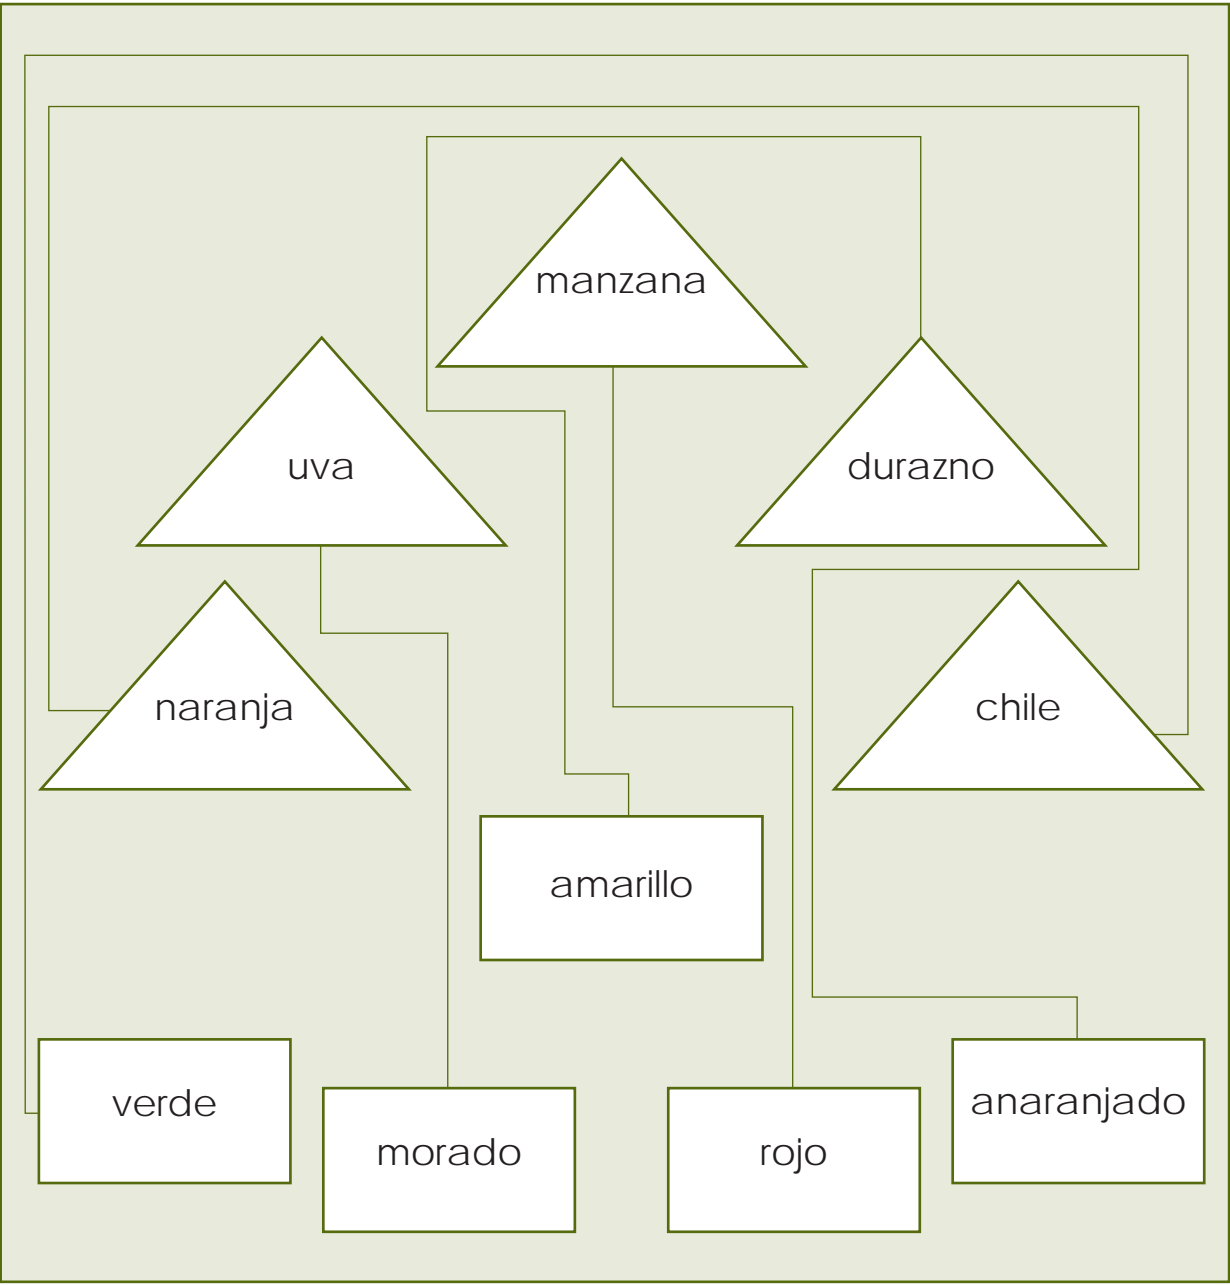 manzana
uva
durazno
naranja
chile
amarillo
verde
anaranjado
morado
rojo